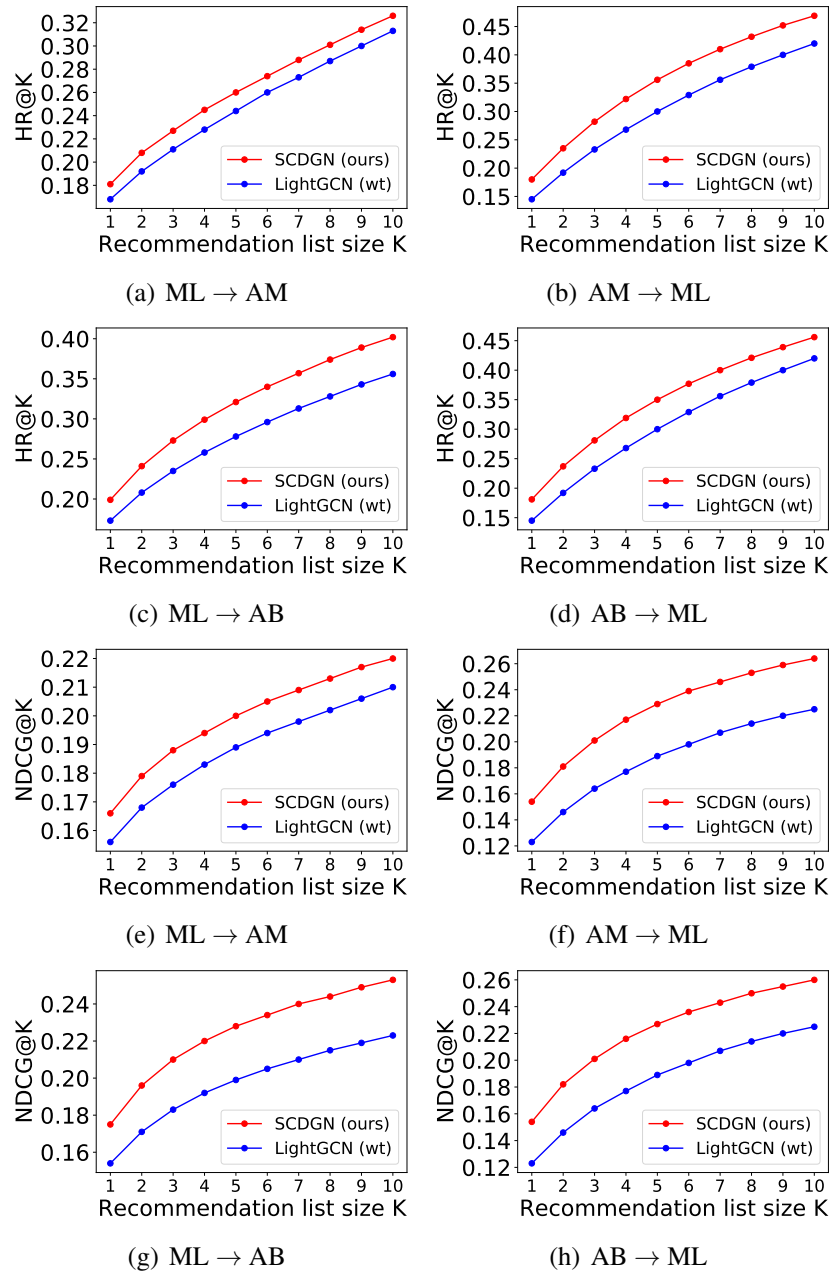 0.32
0.30
0.28
0.26
0.24
0.22
0.20
0.18
HR@K
SCDGN (ours)
LightGCN (wt)
1 2 3 4 5 6 7 8 9 10
Recommendation list size K
(a) ML → AM
0.45
0.40
0.35
0.30
0.25
0.20
0.15
HR@K
SCDGN (ours)
LightGCN (wt)
1 2 3 4 5 6 7 8 9 10
Recommendation list size K
(b) AM → ML
0.40
0.35
0.30
0.25
0.20
HR@K
SCDGN (ours)
LightGCN (wt)
1 2 3 4 5 6 7 8 9 10
Recommendation list size K
(c) ML → AB
0.45
0.40
0.35
0.30
0.25
0.20
0.15
HR@K
SCDGN (ours)
LightGCN (wt)
1 2 3 4 5 6 7 8 9 10
Recommendation list size K
(d) AB → ML
0.22
0.21
0.20
0.19
0.18
0.17
0.16
NDCG@K
SCDGN (ours)
LightGCN (wt)
1 2 3 4 5 6 7 8 9 10
Recommendation list size K
(e) ML → AM
0.26
0.24
0.22
0.20
0.18
0.16
0.14
0.12
NDCG@K
SCDGN (ours)
LightGCN (wt)
1 2 3 4 5 6 7 8 9 10
Recommendation list size K
(f) AM → ML
0.24
0.22
0.20
0.18
0.16
NDCG@K
SCDGN (ours)
LightGCN (wt)
1 2 3 4 5 6 7 8 9 10
Recommendation list size K
(g) ML → AB
0.26
0.24
0.22
0.20
0.18
0.16
0.14
0.12
NDCG@K
SCDGN (ours)
LightGCN (wt)
1 2 3 4 5 6 7 8 9 10
Recommendation list size K
(h) AB → ML